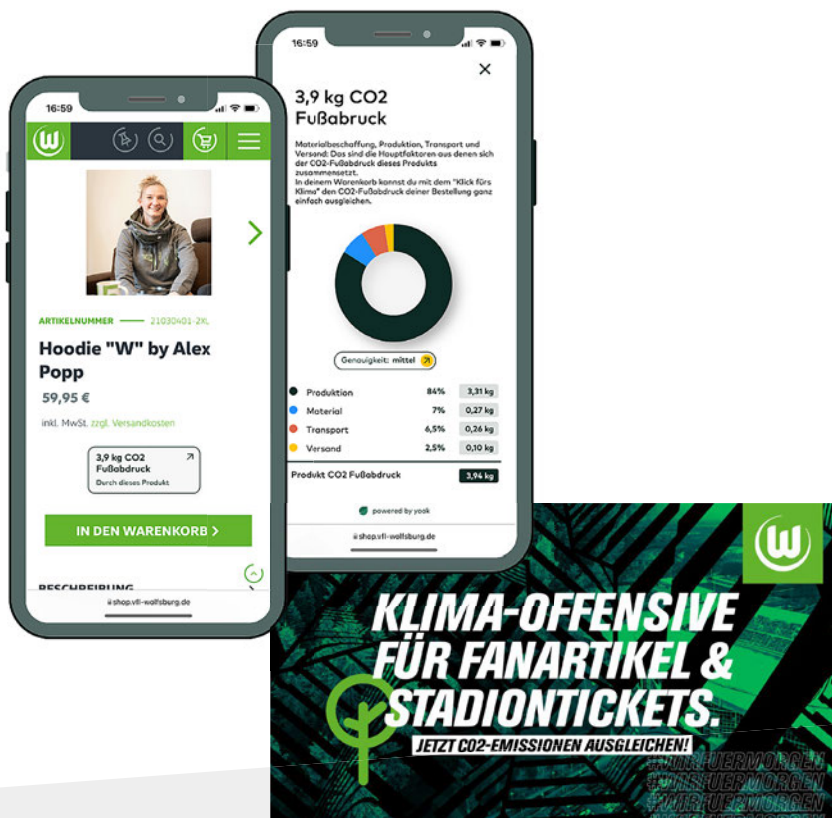 16:59
W
ARTIKELNUMMER 21030401-2XL
Hoodie "W" by Alex
Popp
59,95 €
inkl. MwSt. zzgl. Versandkosten
3,9 kg CO2
Fußabdruck
Durch dieses Produkt
IN DEN WARENKORB >
BESCHREIBUNG
shop.vfl-wolfsburg.de
16:59
3,9 kg CO2
Fußabruck
Materialbeschaffung, Produktion, Transport und
Versand: Das sind die Hauptfaktoren aus denen sich
der CO2-Fußabdruck dieses Produkts
zusammensetzt.
In deinem Warenkorb kannst du mit dem "Klick fürs
Klima" den CO2-Fußabdruck deiner Bestellung ganz
einfach ausgleichen.
Genauigkeit: mittel
Produktion 84% 3,31 kg
Material 7% 0,27 kg
Transport 6,5% 0,26 kg
Versand 2,5% 0,10 kg
Produkt CO2 Fußabdruck 3,94 kg
powered by yook
shop.vfl-wolfsburg.de
W
KLIMA-OFFENSIVE
FÜR FANARTIKEL &
STADIONTICKETS.
JETZT CO2-EMISSIONEN AUSGLEICHEN!
#WIRFUERMORGEN
#WIRFUERMORGEN
#WIRFUERMORGEN
#WIRFUERMORGEN